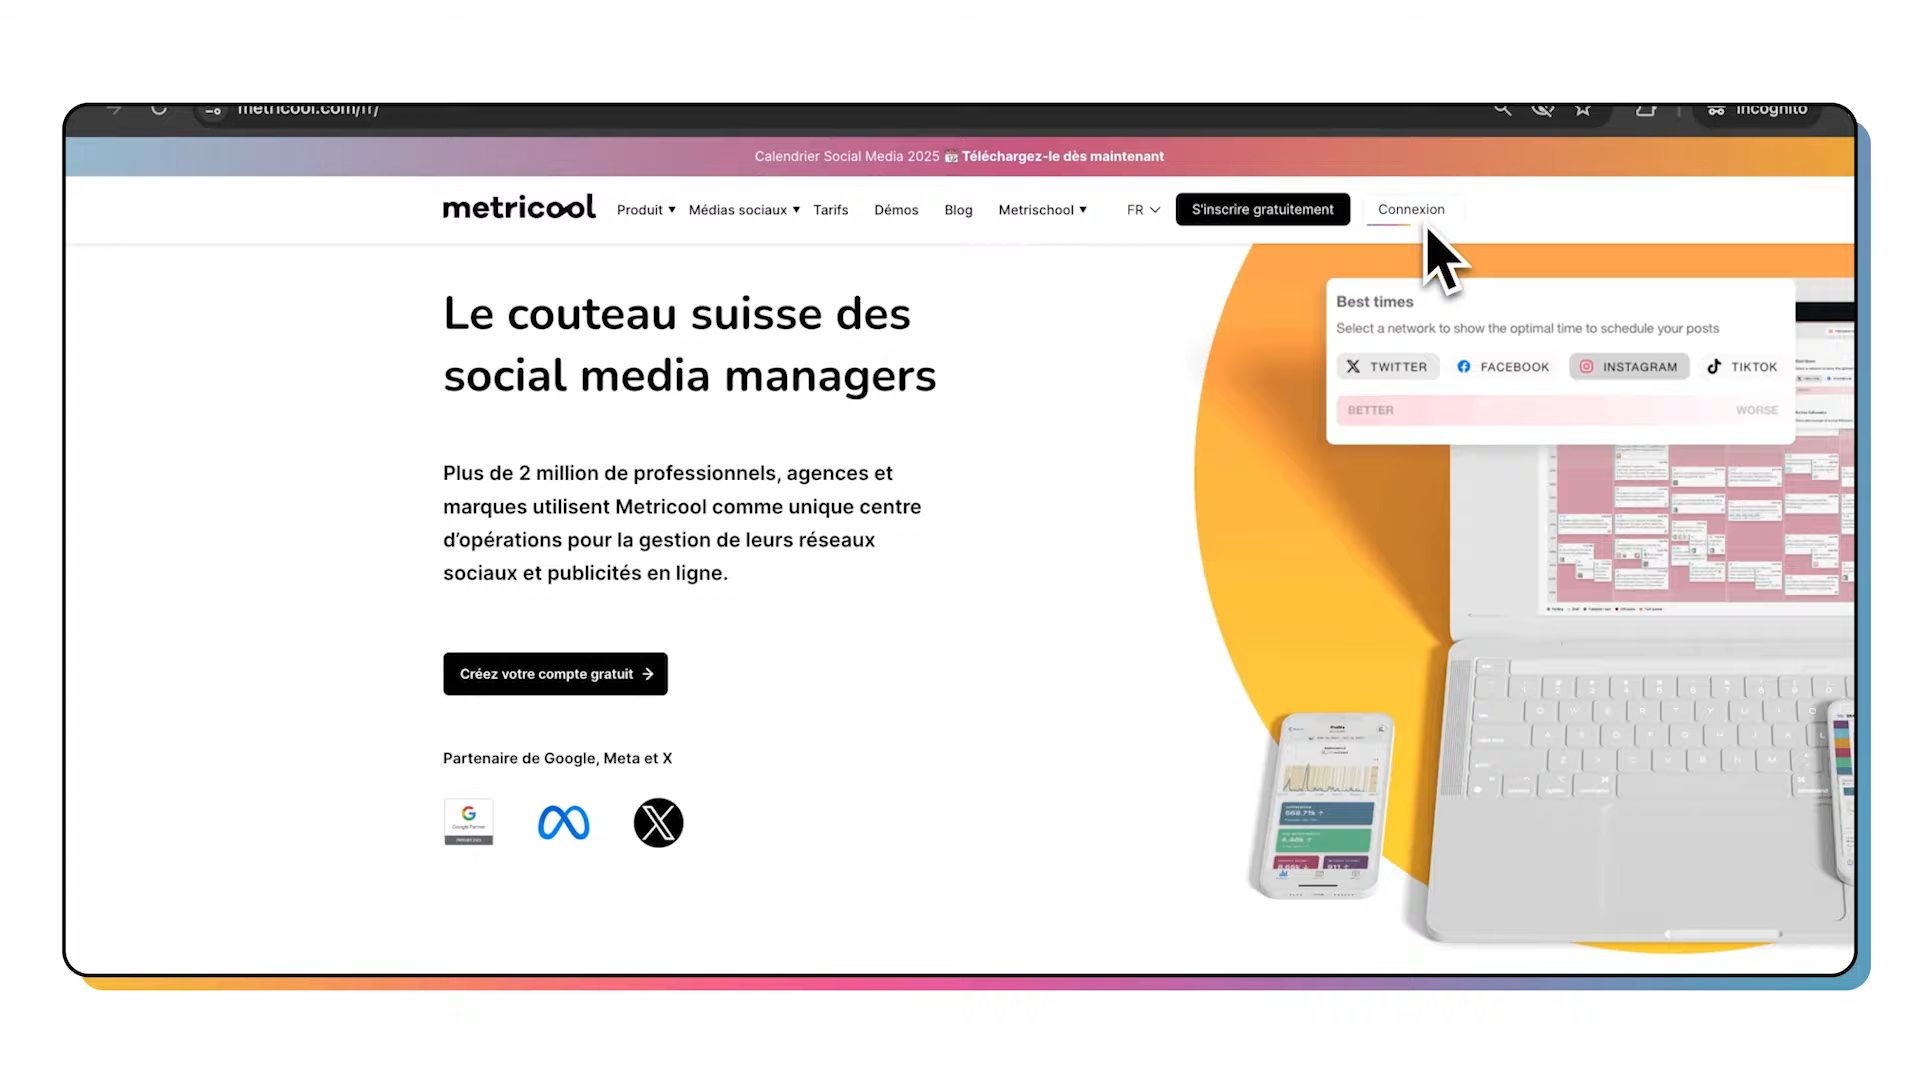 metricool.com/fr/
Incognito
Calendrier Social Media 2025 📆 Téléchargez-le dès maintenant
metricool
Produit ▼ Médias sociaux ▼ Tarifs Démos Blog Metrischool ▼ FR S'inscrire gratuitement Connexion
Le couteau suisse des
social media managers
Plus de 2 million de professionnels, agences et
marques utilisent Metricool comme unique centre
d’opérations pour la gestion de leurs réseaux
sociaux et publicités en ligne.
Créez votre compte gratuit →
Partenaire de Google, Meta et X
Google Partner
Best times
Select a network to show the optimal time to schedule your posts
TWITTER FACEBOOK INSTAGRAM TIKTOK
BETTER WORSE